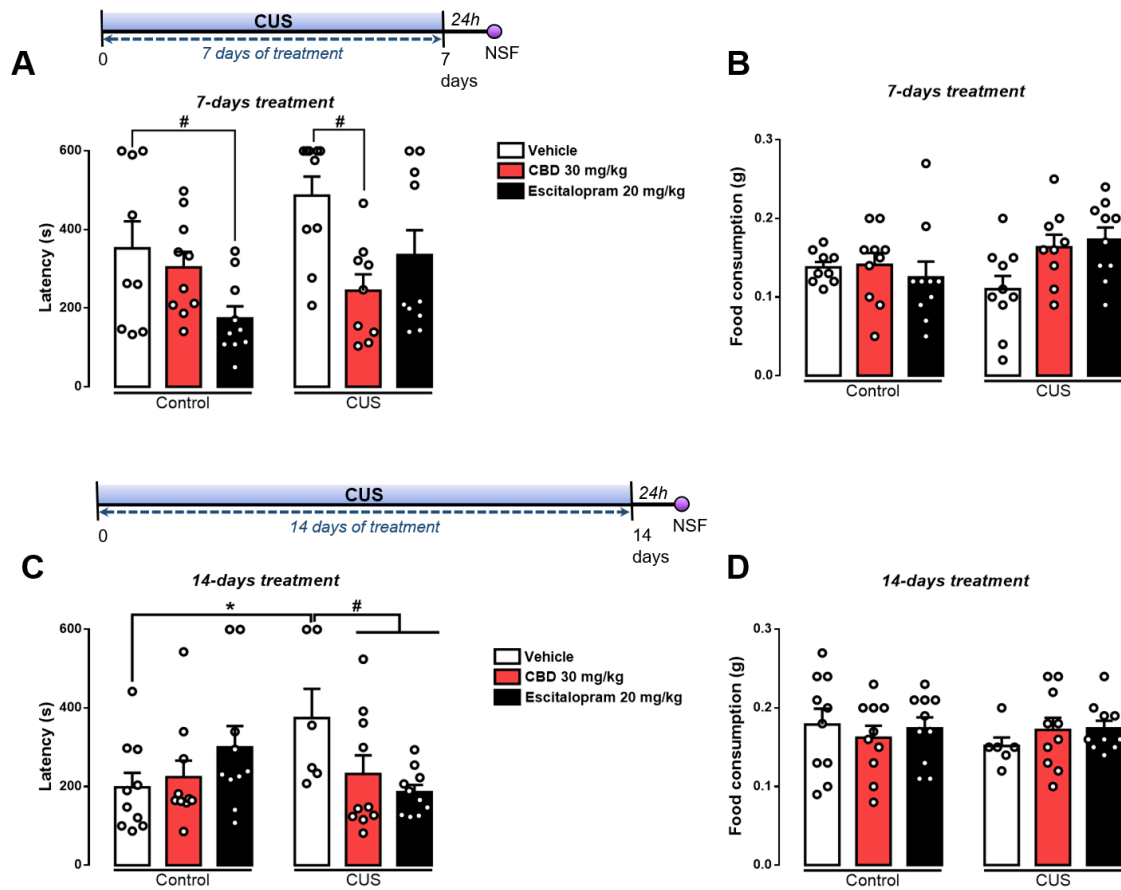 CUS
24h
7 days of treatment
0
7
days
NSF
A
7-days treatment
#
#
Latency (s)
600
400
200
0
Control
CUS
Vehicle
CBD 30 mg/kg
Escitalopram 20 mg/kg
B
7-days treatment
Food consumption (g)
0.3
0.2
0.1
0.0
Control
CUS
CUS
24h
14 days of treatment
0
14
days
NSF
C
14-days treatment
*
#
Latency (s)
600
400
200
0
Control
CUS
Vehicle
CBD 30 mg/kg
Escitalopram 20 mg/kg
D
14-days treatment
Food consumption (g)
0.3
0.2
0.1
0.0
Control
CUS